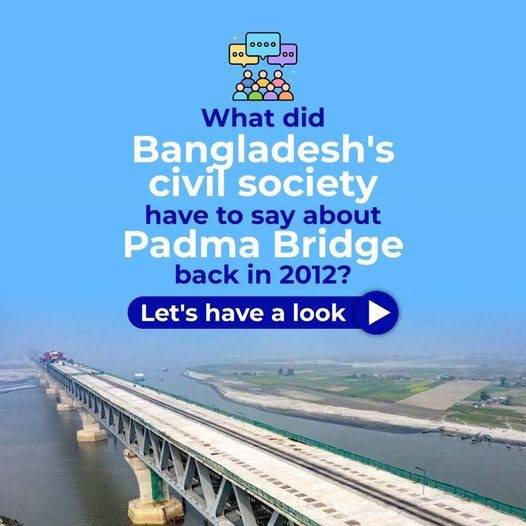 What did
Bangladesh's
civil society
have to say about
Padma Bridge
back in 2012?
Let's have a look